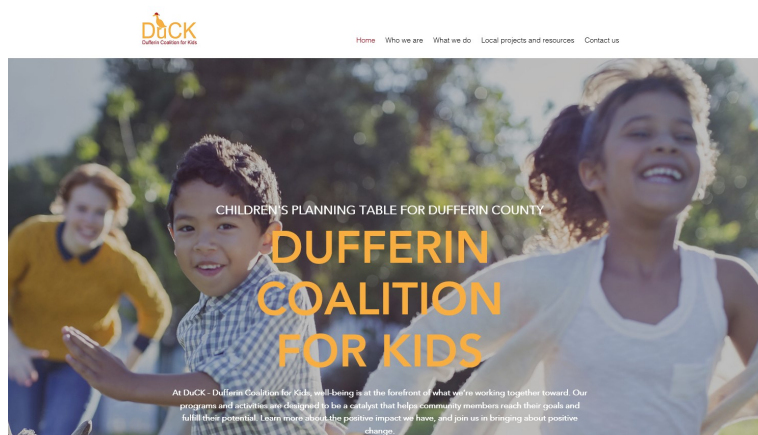 DuCK
Dufferin Coalition for Kids
Home Who we are What we do Local projects and resources Contact us
CHILDREN'S PLANNING TABLE FOR DUFFERIN COUNTY
DUFFERIN
COALITION
FOR KIDS
At DuCK - Dufferin Coalition for Kids, well-being is at the forefront of what we're working together toward. Our
programs and activities are designed to be a catalyst that helps community members reach their goals and
fulfill their potential. Learn more about the positive impact we have, and join us in bringing about positive
change.